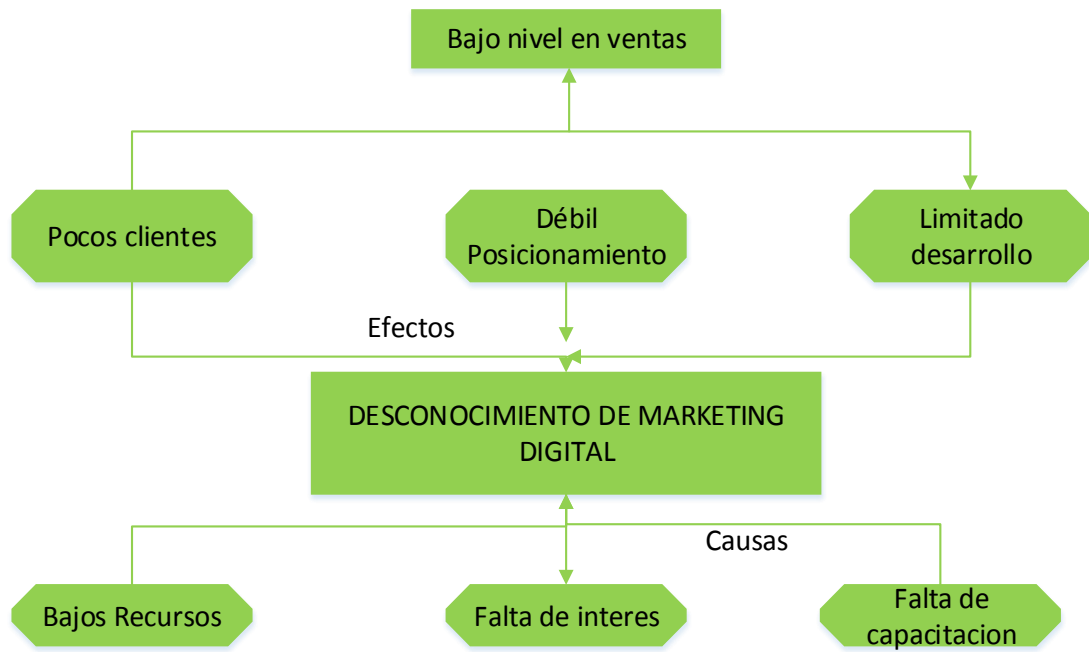 Bajo nivel en ventas
Pocos clientes
Débil
Posicionamiento
Limitado
desarrollo
Efectos
DESCONOCIMIENTO DE MARKETING
DIGITAL
Causas
Bajos Recursos
Falta de interes
Falta de
capacitacion